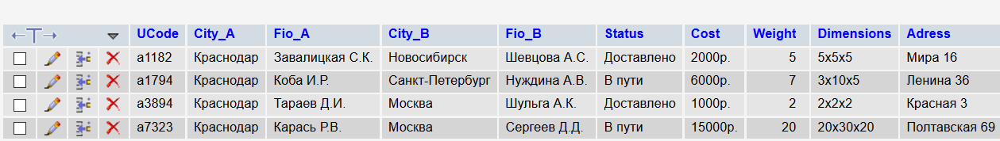 UCode City_A Fio_A City_B Fio_B Status Cost Weight Dimensions Adress
a1182 Краснодар Завалицкая С.К. Новосибирск Шевцова А.С. Доставлено 2000р. 5 5x5x5 Мира 16
a1794 Краснодар Коба И.Р. Санкт-Петербург Нуждина А.В. В пути 6000р. 7 3x10x5 Ленина 36
a3894 Краснодар Тараев Д.И. Москва Шульга А.К. Доставлено 1000р. 2 2x2x2 Красная 3
a7323 Краснодар Карась Р.В. Москва Сергеев Д.Д. В пути 15000р. 20 20x30x20 Полтавская 69